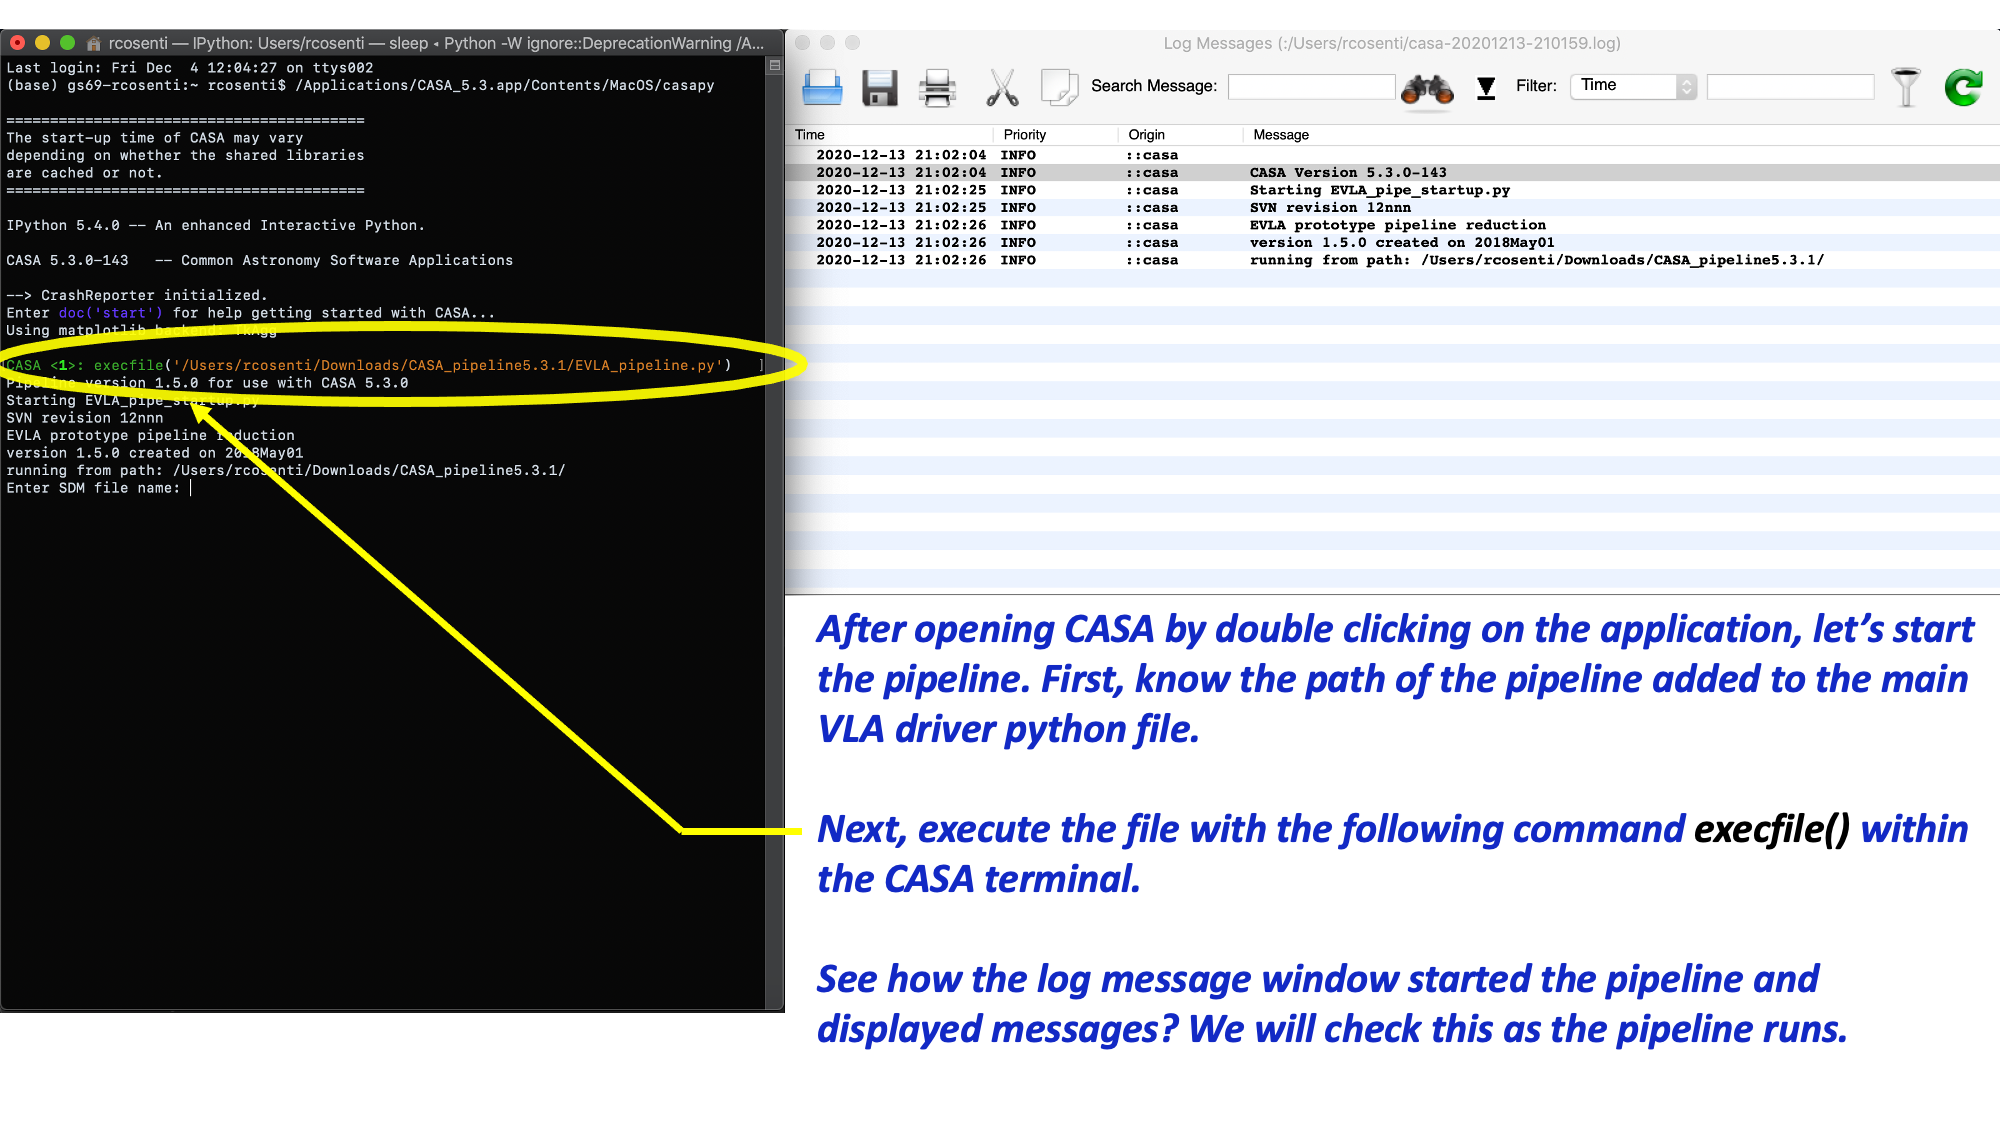 rcosenti — IPython: Users/rcosenti — sleep ◂ Python -W ignore::DeprecationWarning /A...
Last login: Fri Dec  4 12:04:27 on ttys002
(base) gs69-rcosenti:~ rcosenti$ /Applications/CASA_5.3.app/Contents/MacOS/casapy
=========================================
The start-up time of CASA may vary
depending on whether the shared libraries
are cached or not.
=========================================
IPython 5.4.0 -- An enhanced Interactive Python.
CASA 5.3.0-143   -- Common Astronomy Software Applications
--> CrashReporter initialized.
Enter doc('start') for help getting started with CASA...
Using matplotlib backend: TkAgg
CASA <1>: execfile('/Users/rcosenti/Downloads/CASA_pipeline5.3.1/EVLA_pipeline.py')   ]
Pipeline version 1.5.0 for use with CASA 5.3.0
Starting EVLA_pipe_startup.py
SVN revision 12nnn
EVLA prototype pipeline reduction
version 1.5.0 created on 2018May01
running from path: /Users/rcosenti/Downloads/CASA_pipeline5.3.1/
Enter SDM file name:
Log Messages (:/Users/rcosenti/casa-20201213-210159.log)
Search Message: Filter: Time
Time Priority Origin Message
2020-12-13 21:02:04 INFO ::casa
2020-12-13 21:02:04 INFO ::casa CASA Version 5.3.0-143
2020-12-13 21:02:25 INFO ::casa Starting EVLA_pipe_startup.py
2020-12-13 21:02:25 INFO ::casa SVN revision 12nnn
2020-12-13 21:02:26 INFO ::casa EVLA prototype pipeline reduction
2020-12-13 21:02:26 INFO ::casa version 1.5.0 created on 2018May01
2020-12-13 21:02:26 INFO ::casa running from path: /Users/rcosenti/Downloads/CASA_pipeline5.3.1/
After opening CASA by double clicking on the application, let's start
the pipeline. First, know the path of the pipeline added to the main
VLA driver python file.
Next, execute the file with the following command execfile() within
the CASA terminal.
See how the log message window started the pipeline and
displayed messages? We will check this as the pipeline runs.